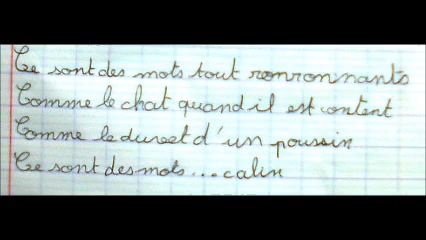 Ce sont des mots tout ronronnants
Comme le chat quand il est content
Comme le duvet d'un poussin
Ce sont des mots... calin